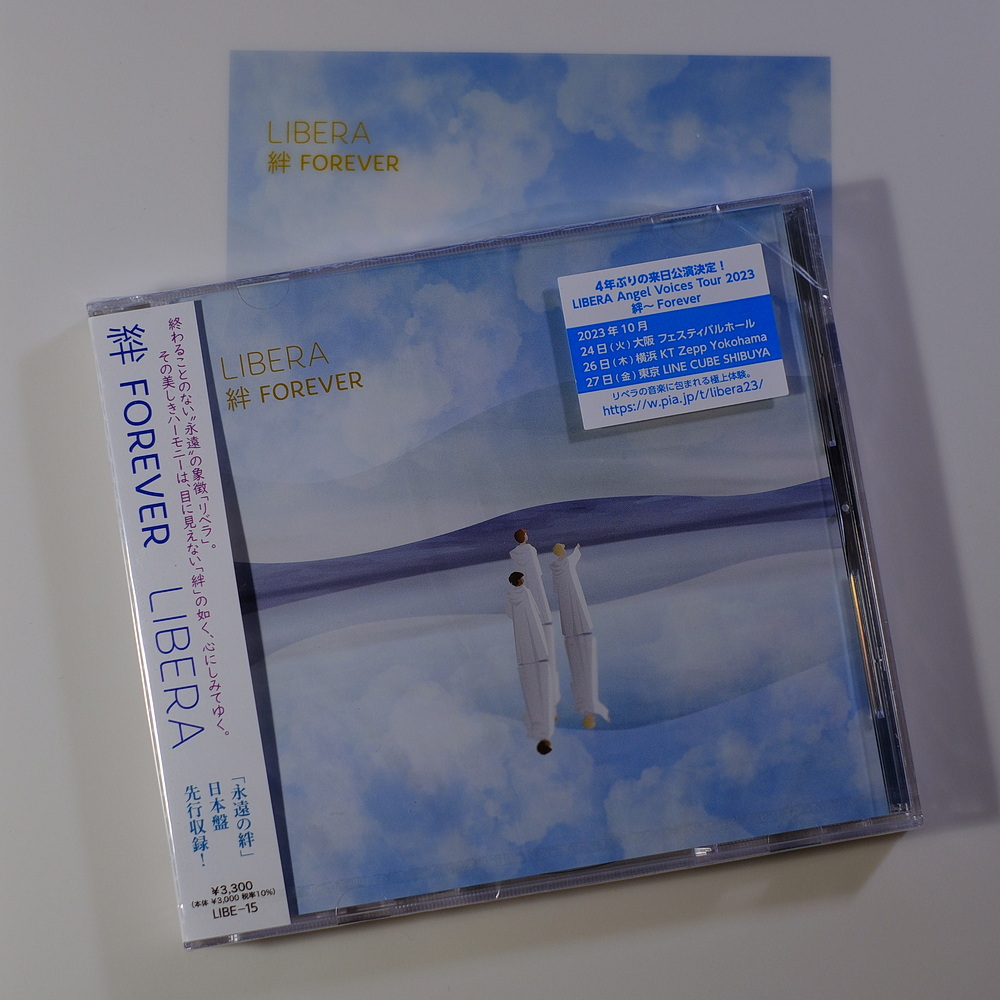 LIBERA
絆 FOREVER
LIBERA
絆 FOREVER
4年ぶりの来日公演決定！
LIBERA Angel Voices Tour 2023
絆～ Forever
2023年10月
24日(火)大阪 フェスティバルホール
26日(木)横浜 KT Zepp Yokohama
27日(金)東京 LINE CUBE SHIBUYA
リベラの音楽に包まれる極上体験。
https://w.pia.jp/t/libera23/
終わることのない“永遠”の象徴「リベラ」。
その美しきハーモニーは、目に見えない「絆」の如く、心にしみてゆく。
絆 FOREVER LIBERA
「永遠の絆」
日本盤
先行収録！
¥3,300
(本体 ¥3,000 税率10%)
LIBE-15